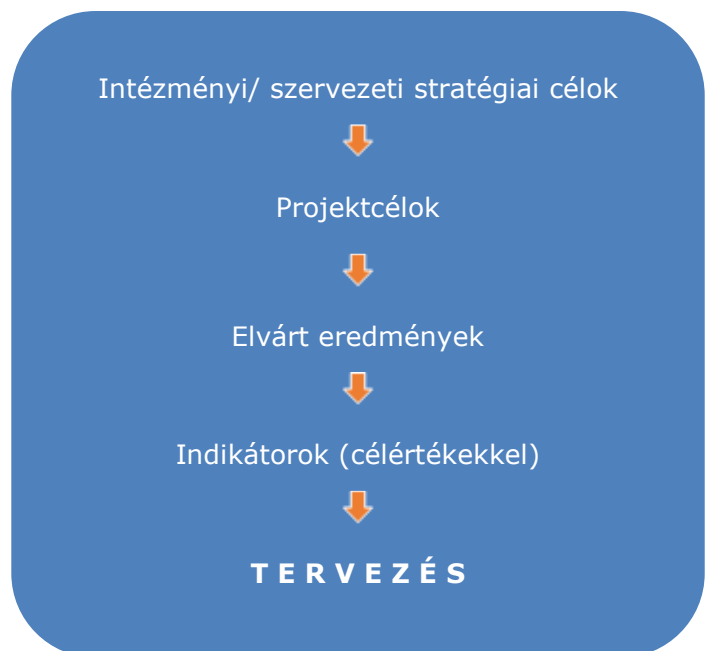 Intézményi/ szervezeti stratégiai célok
Projektcélok
Elvárt eredmények
Indikátorok (célértékekkel)
T E R V E Z É S